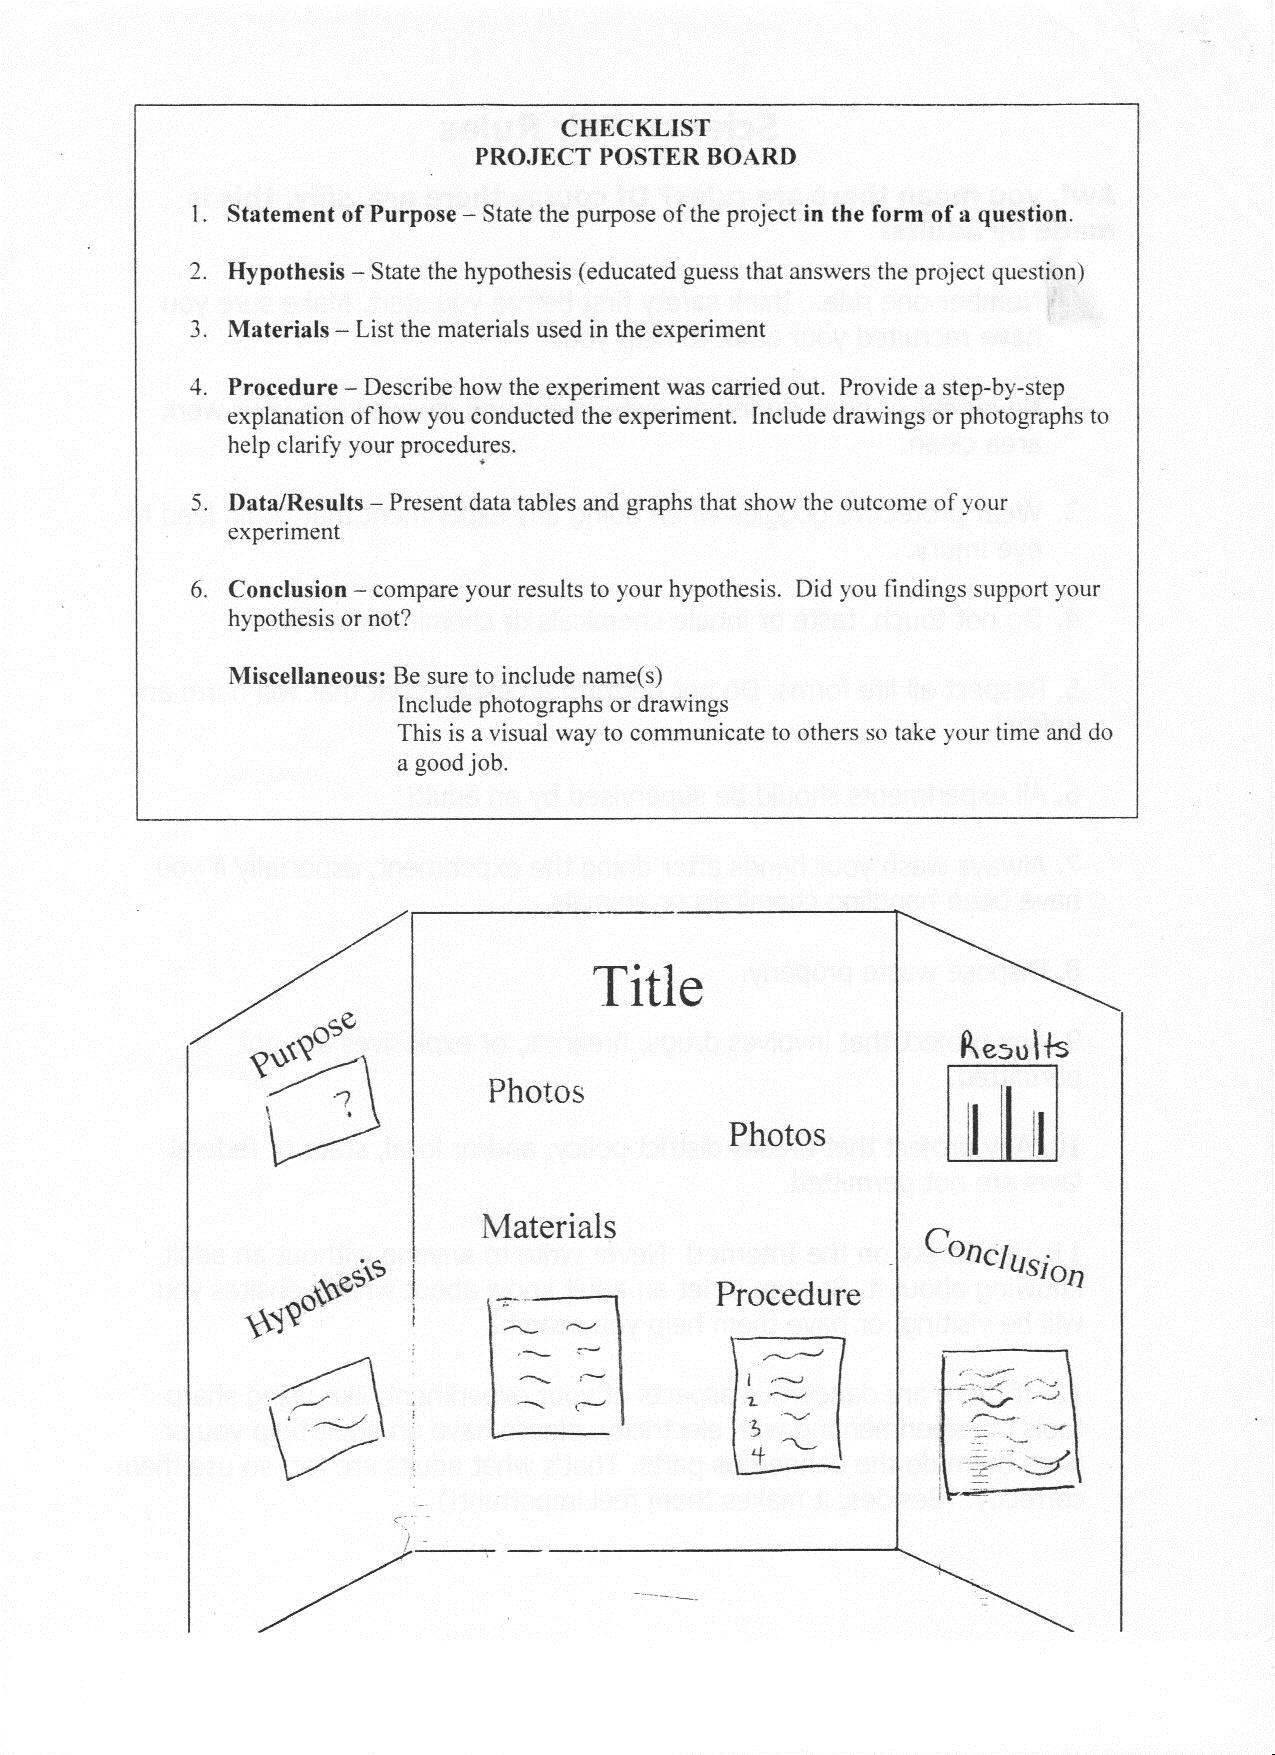 CHECKLIST
PROJECT POSTER BOARD
1. Statement of Purpose – State the purpose of the project in the form of a question.
2. Hypothesis – State the hypothesis (educated guess that answers the project question)
3. Materials – List the materials used in the experiment
4. Procedure – Describe how the experiment was carried out. Provide a step-by-step
explanation of how you conducted the experiment. Include drawings or photographs to
help clarify your procedures.
5. Data/Results – Present data tables and graphs that show the outcome of your
experiment
6. Conclusion – compare your results to your hypothesis. Did you findings support your
hypothesis or not?
Miscellaneous: Be sure to include name(s)
Include photographs or drawings
This is a visual way to communicate to others so take your time and do
a good job.
Title
Purpose
?
Photos
Photos
Results
Materials
Hypothesis
Procedure
1
2
3
4
Conclusion